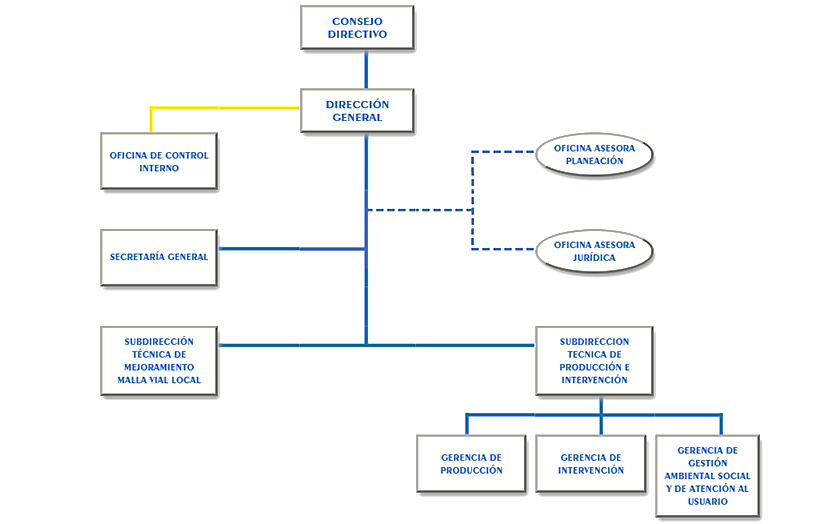 CONSEJO
DIRECTIVO
DIRECCIÓN
GENERAL
OFICINA DE CONTROL
INTERNO
OFICINA ASESORA
PLANEACIÓN
SECRETARÍA GENERAL
OFICINA ASESORA
JURÍDICA
SUBDIRECCIÓN
TÉCNICA DE
MEJORAMIENTO
MALLA VIAL LOCAL
SUBDIRECCION
TECNICA DE
PRODUCCIÓN E
INTERVENCIÓN
GERENCIA DE
PRODUCCIÓN
GERENCIA DE
INTERVENCIÓN
GERENCIA DE
GESTIÓN
AMBIENTAL SOCIAL
Y DE ATENCIÓN AL
USUARIO